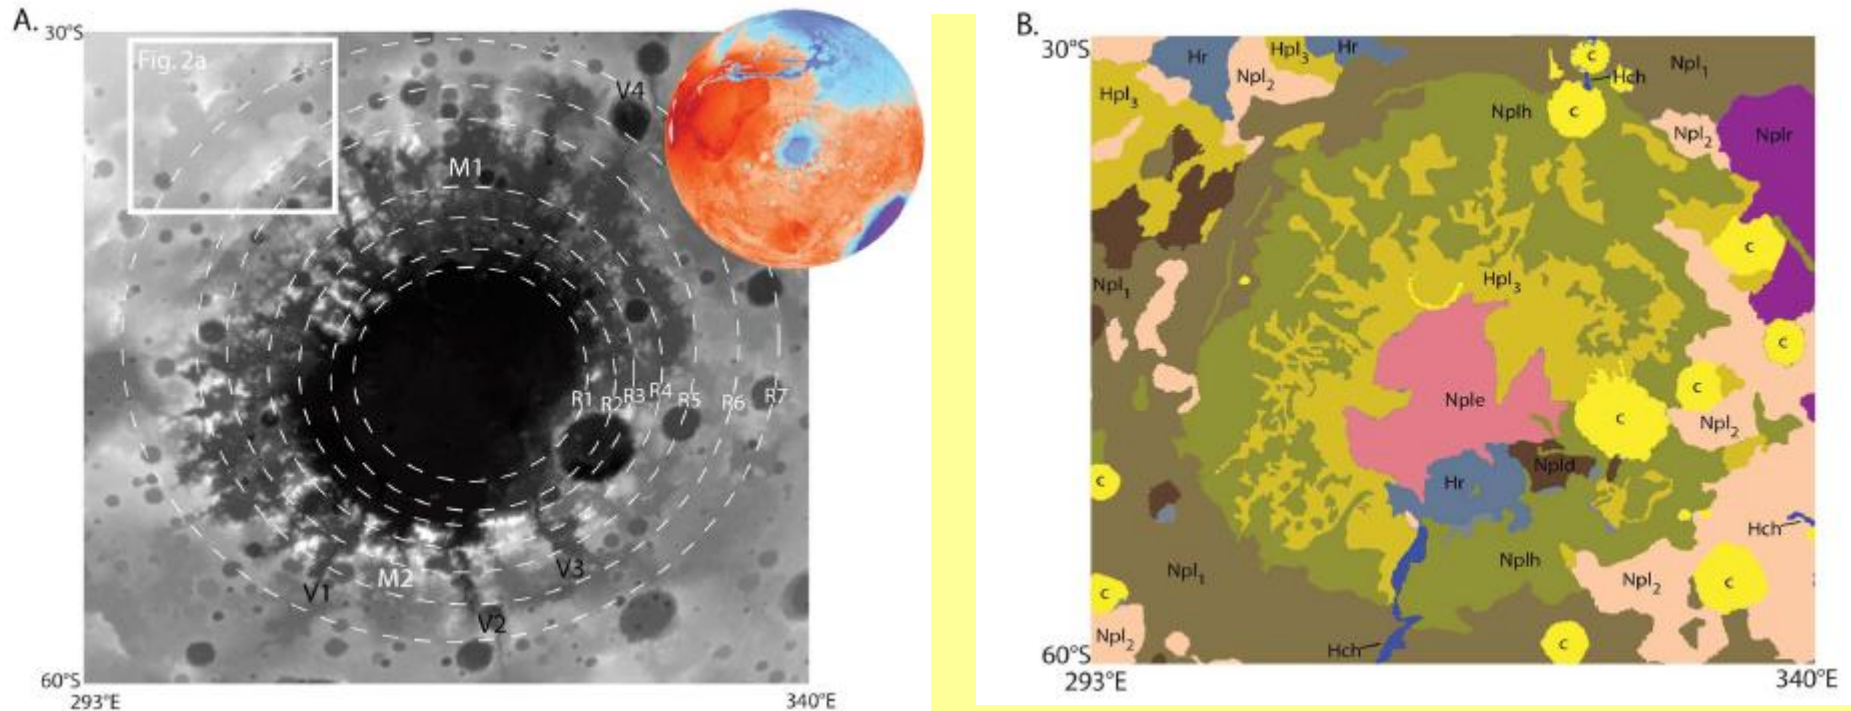 A.
30°S
Fig. 2a
V4
M1
R1 R2 R3 R4 R5 R6 R7
V3
M2
V1
V2
60°S
293°E
340°E
B.
30°S
Hr
Npl2
Hpl3
Hr
c
Hch
Npl1
Hpl3
Nplh
c
Npl2
Nplr
c
Npl1
Hpl3
c
c
Nple
c
Npl2
Npld
Hr
c
Hch
Npl1
Nplh
Npl2
c
c
Npl2
Hch
c
60°S
293°E
340°E